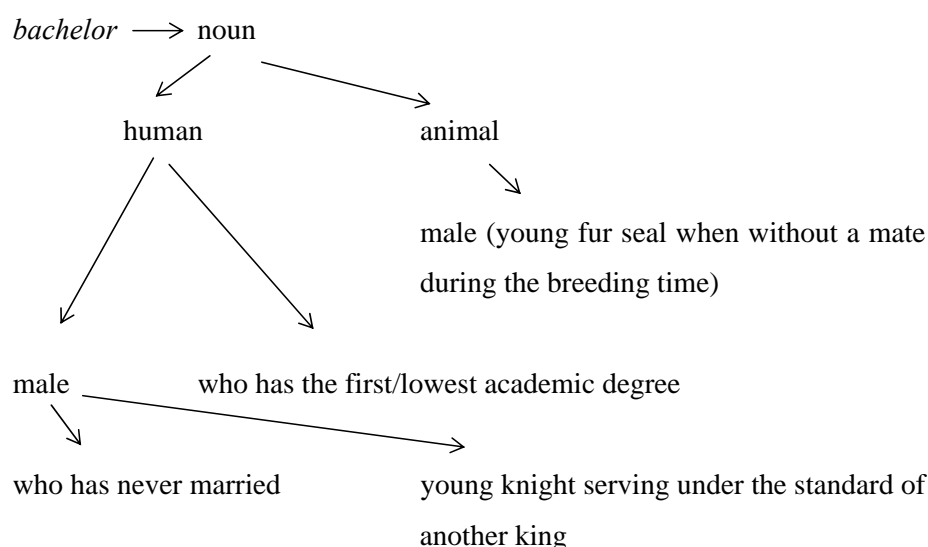 bachelor noun
human animal
male (young fur seal when without a mate
during the breeding time)
male who has the first/lowest academic degree
who has never married young knight serving under the standard of
another king